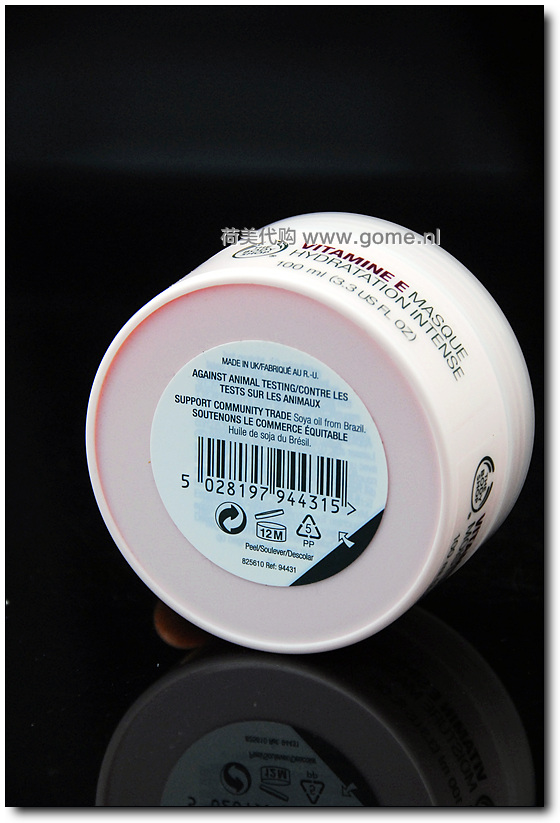 荷美代购 www.gome.nl
VITAMINE E MASQUE
HYDRATATION INTENSE
100 ml (3.3 US FL OZ)
MADE IN UK/FABRIQUÉ AU R.-U.
AGAINST ANIMAL TESTING/CONTRE LES
TESTS SUR LES ANIMAUX
SUPPORT COMMUNITY TRADE Soya oil from Brazil.
SOUTENONS LE COMMERCE ÉQUITABLE
Huile de soja du Brésil.
5 028197 944315 >
12M
5
PP
Peel/Soulever/Descolar
825610 Ref: 94431